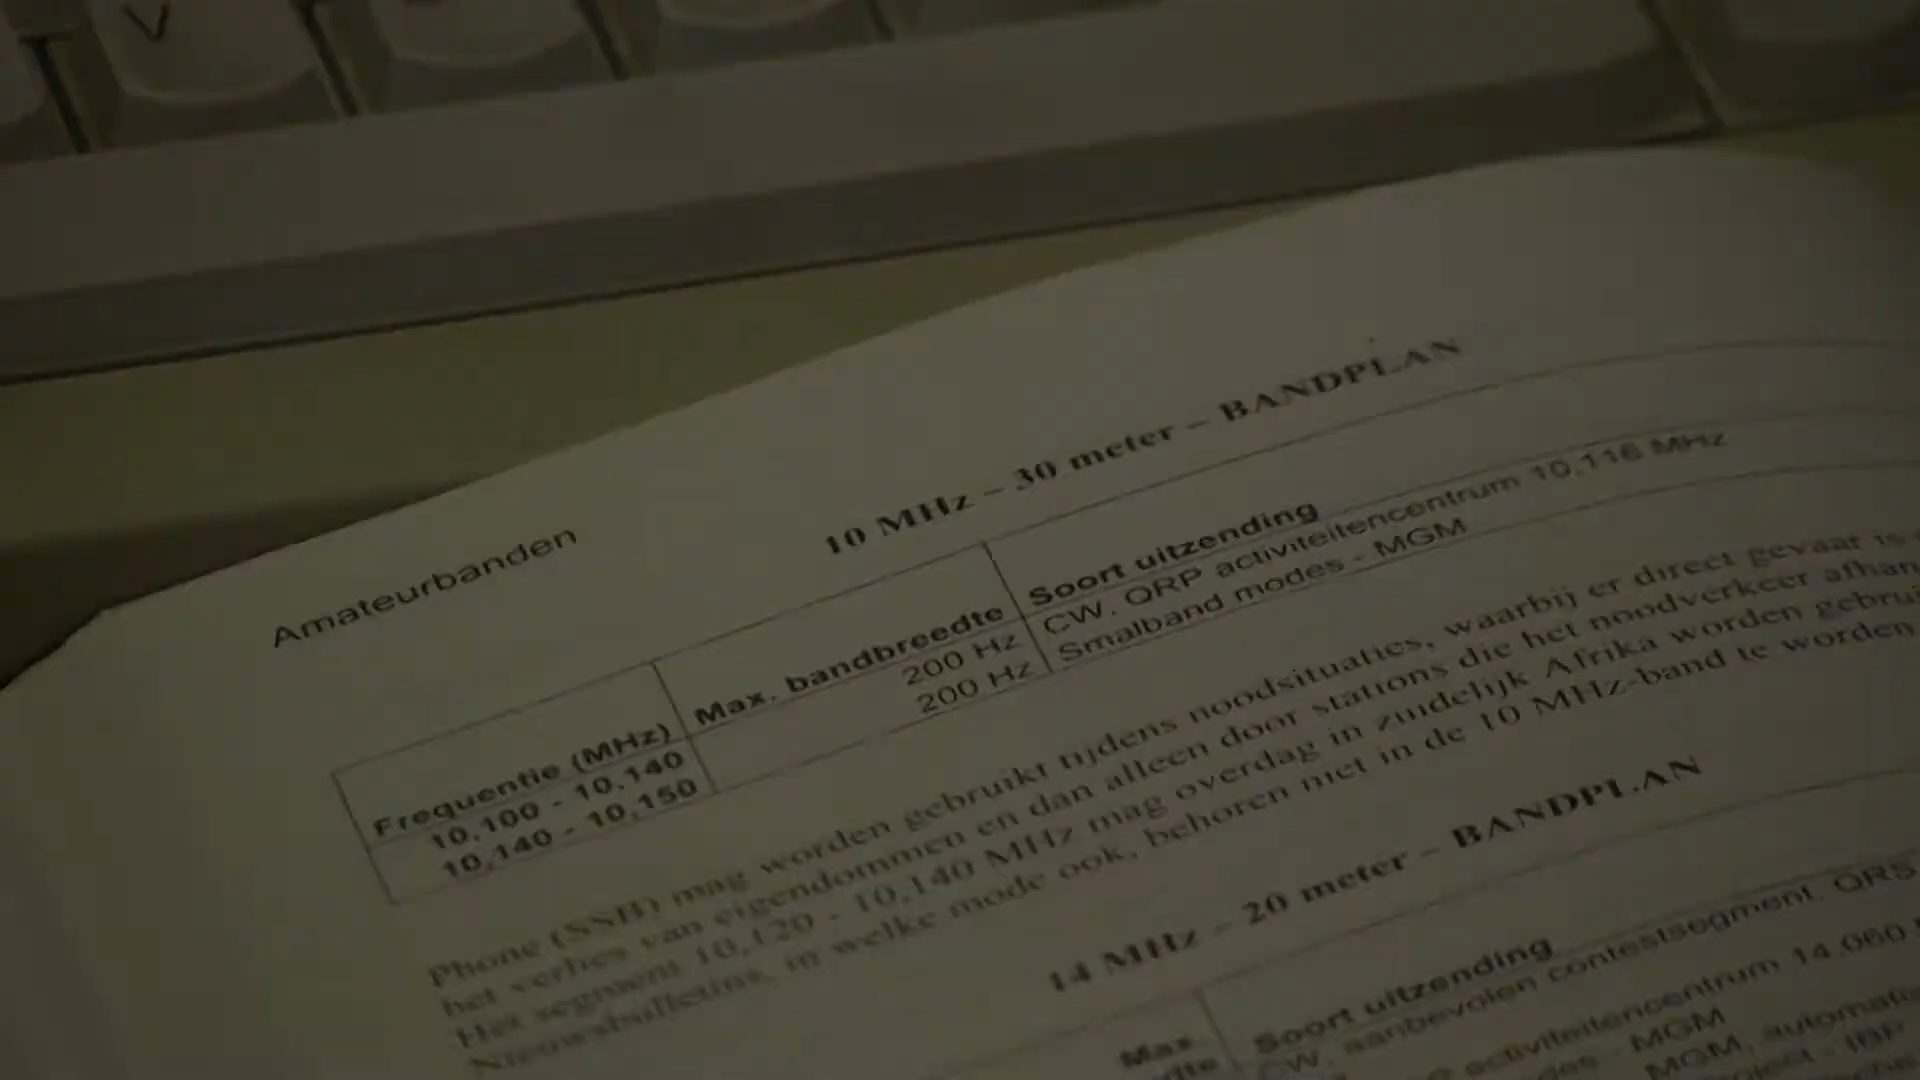 V
Amateurbanden
10 MHz – 30 meter – BANDPLAN
Frequentie (MHz) Max. bandbreedte Soort uitzending
10.100 - 10.140 200 Hz CW. QRP activiteitencentrum 10.116 MHz
10,140 - 10,150 200 Hz Smalband modes - MGM
Phone (SSB) mag worden gebruikt tijdens noodsituaties, waarbij er direct gevaar is
het verlies van eigendommen en dan alleen door stations die het noodverkeer afhan
Het segment 10,120 - 10,140 MHz mag overdag in zuidelijk Afrika worden gebrui
Nieuwsbulletins, in welke mode ook, behoren niet in de 10 MHz-band te worden
14 MHz – 20 meter – BANDPLAN
Max. Soort uitzending
CW. aanbevolen contestsegment. QRS
activiteitencentrum 14.060
- MGM
MGM, automatis
- IBP